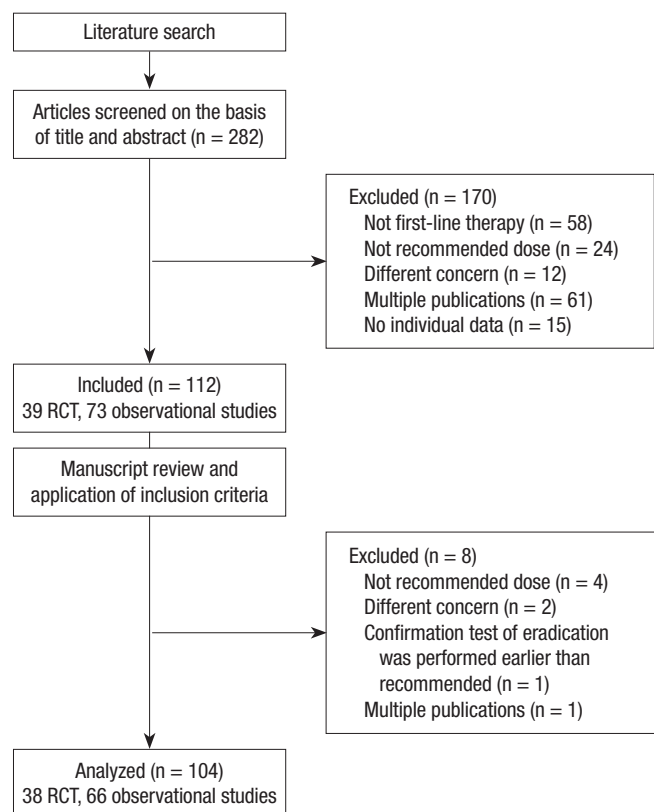 Literature search
Articles screened on the basis
of title and abstract (n = 282)
Excluded (n = 170)
Not first-line therapy (n = 58)
Not recommended dose (n = 24)
Different concern (n = 12)
Multiple publications (n = 61)
No individual data (n = 15)
Included (n = 112)
39 RCT, 73 observational studies
Manuscript review and
application of inclusion criteria
Excluded (n = 8)
Not recommended dose (n = 4)
Different concern (n = 2)
Confirmation test of eradication
was performed earlier than
recommended (n = 1)
Multiple publications (n = 1)
Analyzed (n = 104)
38 RCT, 66 observational studies